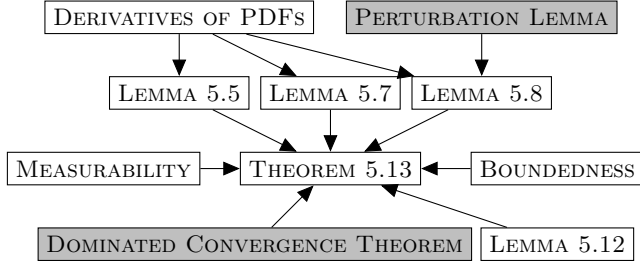 DERIVATIVES OF PDFS PERTURBATION LEMMA
LEMMA 5.5 LEMMA 5.7 LEMMA 5.8
MEASURABILITY THEOREM 5.13 BOUNDEDNESS
DOMINATED CONVERGENCE THEOREM LEMMA 5.12